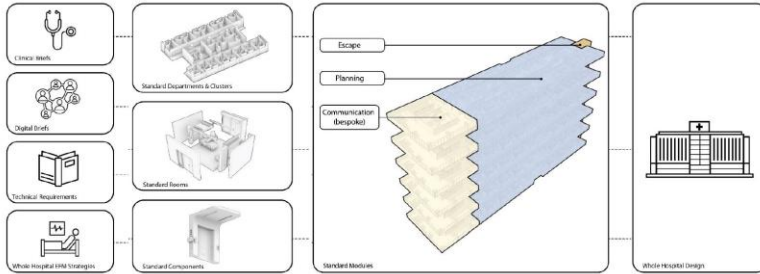 Clinical Briefs
Digital Briefs
Technical Requirements
Whole Hospital EPM Strategies
Standard Departments & Clusters
Standard Rooms
Standard Components
Escape
Planning
Communication
(bespoke)
Standard Modules
Whole Hospital Design